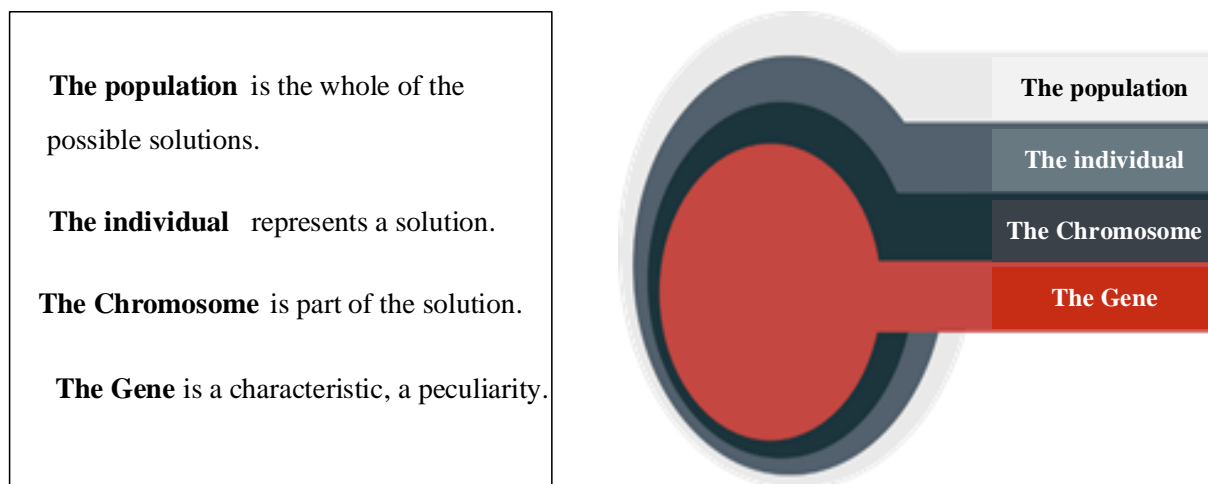 The population is the whole of the
possible solutions.
The individual represents a solution.
The Chromosome is part of the solution.
The Gene is a characteristic, a peculiarity.
The population
The individual
The Chromosome
The Gene